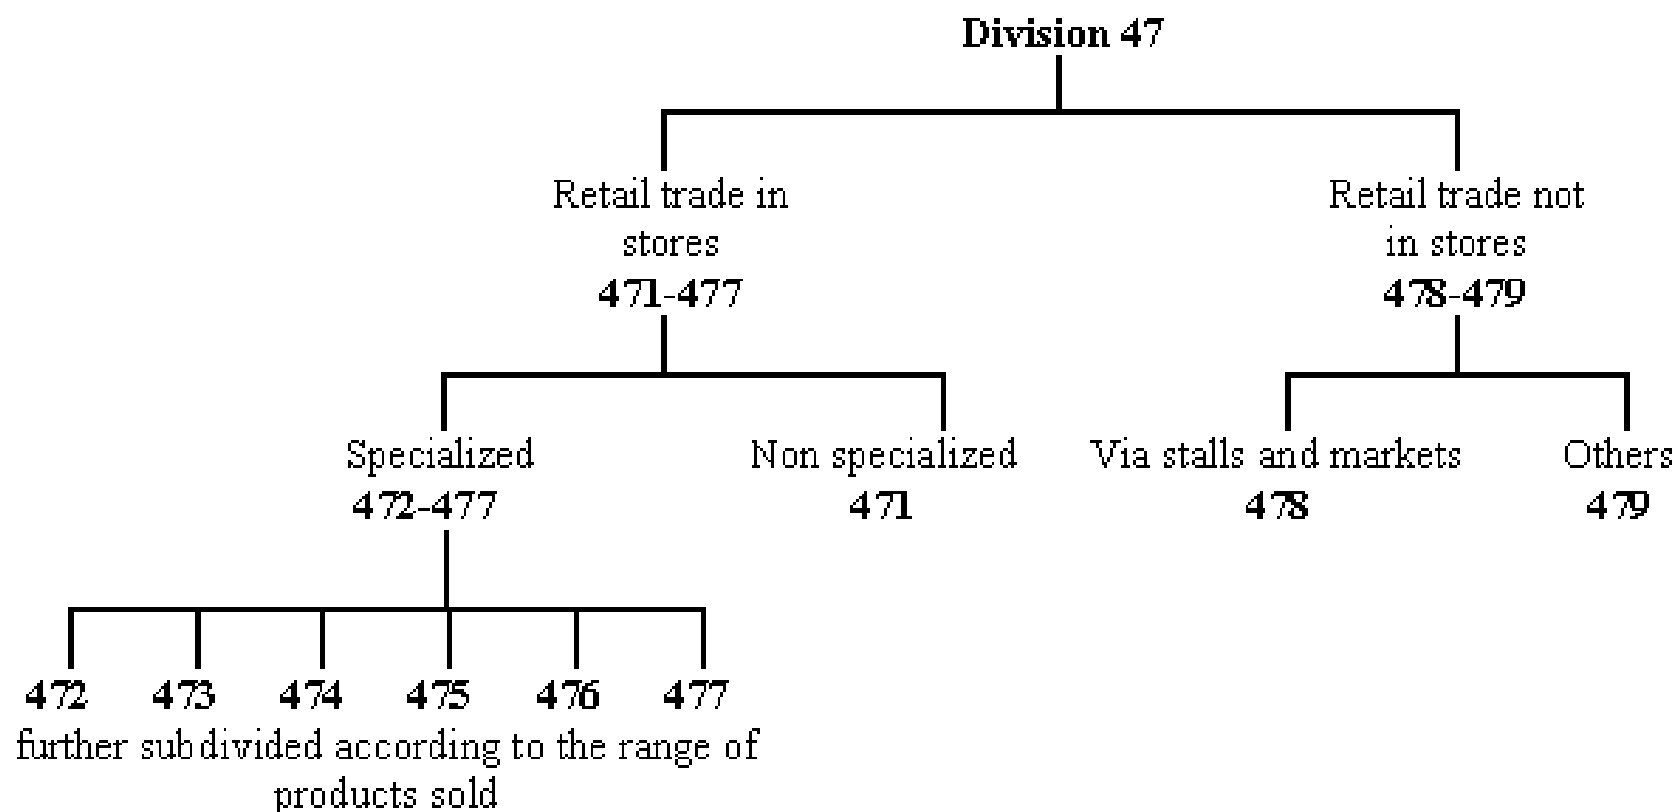 Division 47
Retail trade in
stores
471-477
Retail trade not
in stores
478-479
Specialized
472-477
Non specialized
471
Via stalls and markets
478
Others
479
472 473 474 475 476 477
further subdivided according to the range of
products sold